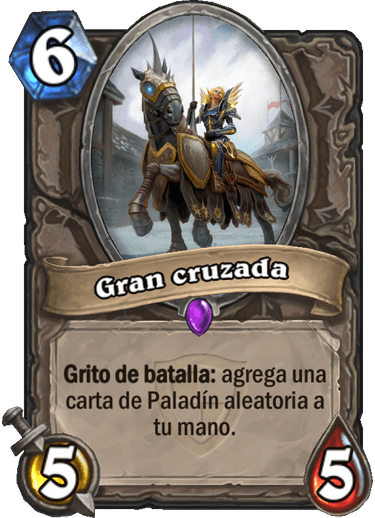 6
Gran cruzada
Grito de batalla: agrega una
carta de Paladín aleatoria a
tu mano.
5
5